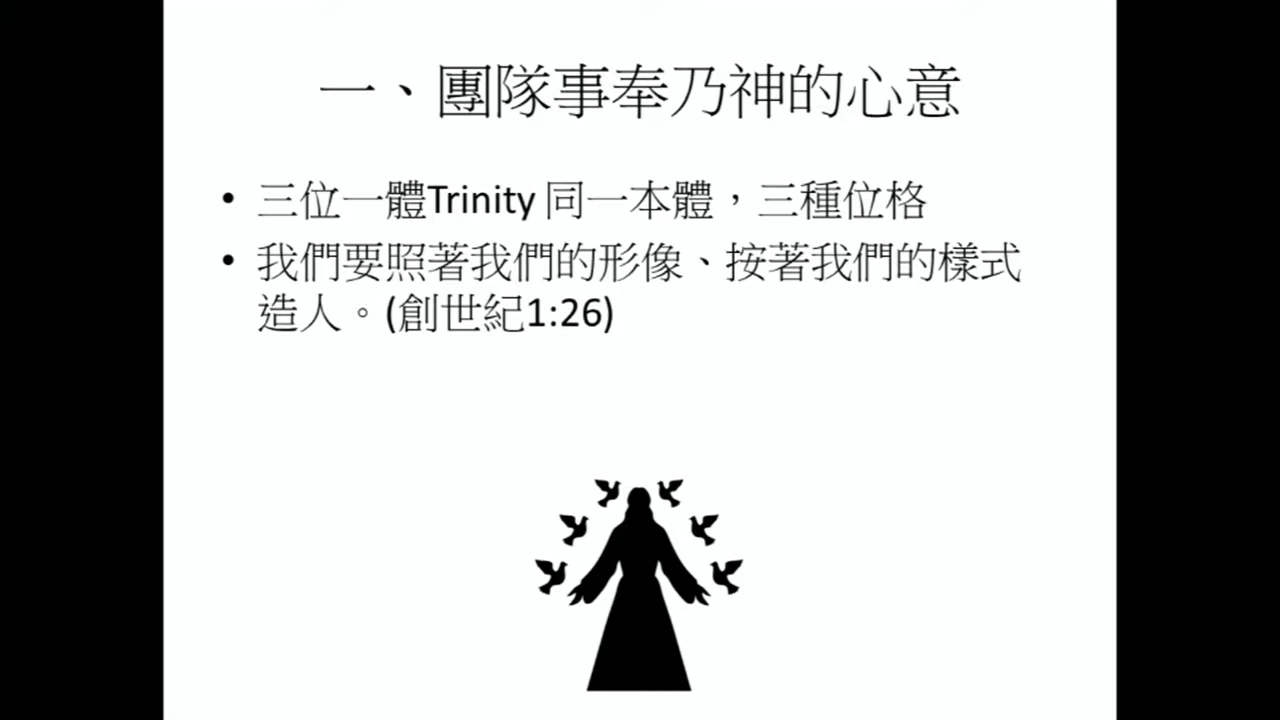 一、團隊事奉乃神的心意
• 三位一體Trinity 同一本體，三種位格
• 我們要照著我們的形像、按著我們的樣式
造人。(創世紀1:26)